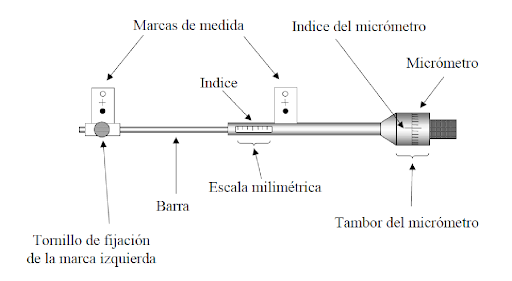 Marcas de medida
Indice del micrómetro
Micrómetro
Indice
Escala milimétrica
Barra
Tambor del micrómetro
Tornillo de fijación
de la marca izquierda